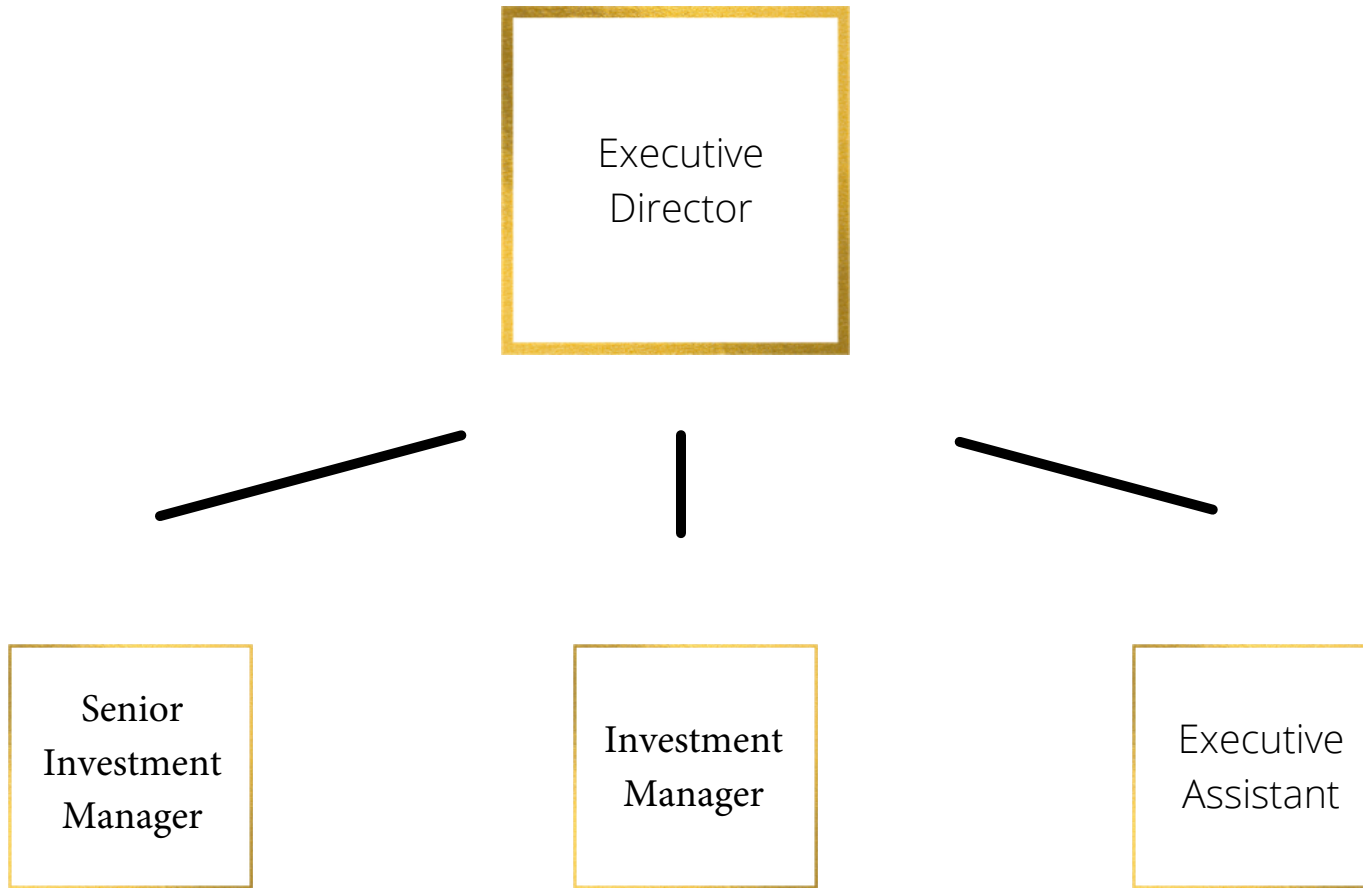 Executive
Director
Senior
Investment
Manager
Investment
Manager
Executive
Assistant